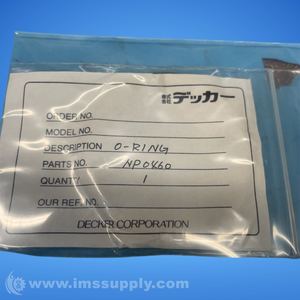 株式会社デッカー
ORDER NO.
MODEL NO.
DESCRIPTION O-RING
PARTS NO. NP0460
QUANTITY 1
OUR REF. NO.
DECKER CORPORATION
© www.imssupply.com